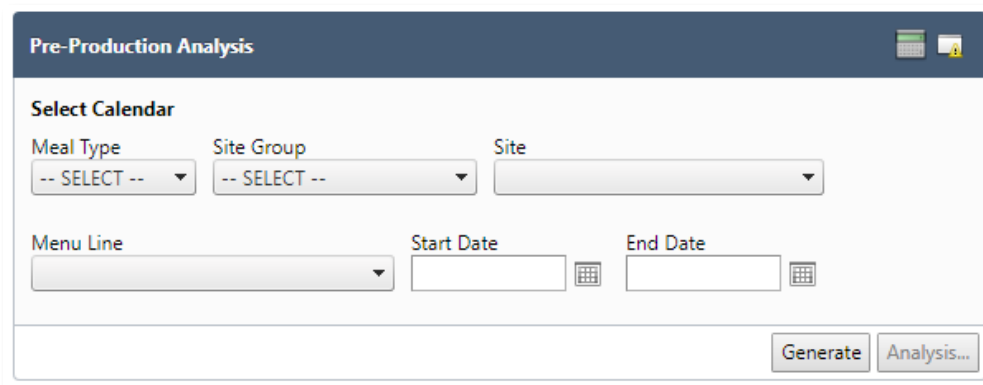 Pre-Production Analysis
Select Calendar
Meal Type Site Group Site
-- SELECT -- -- SELECT --
Menu Line Start Date End Date
Generate Analysis...